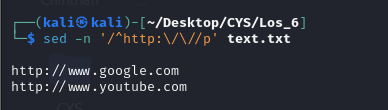 ┌──(kali㉿kali)-[~/Desktop/CYS/Los_6]
└─$ sed -n '/^http:\/\//p' text.txt
http://www.google.com
http://www.youtube.com